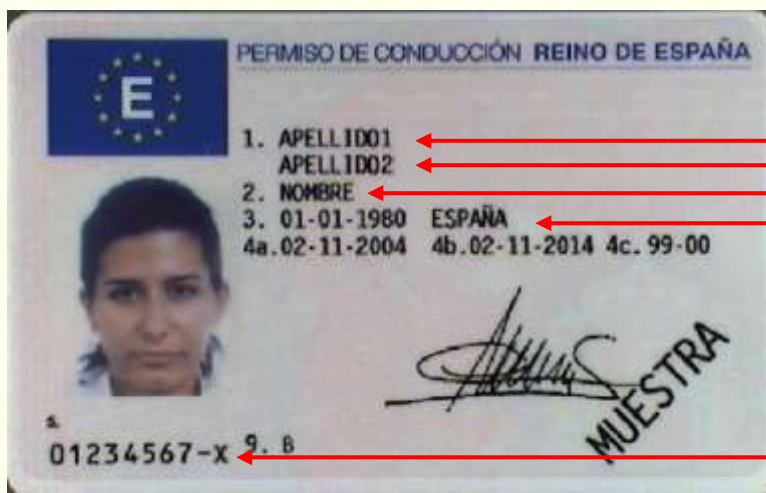 E
PERMISO DE CONDUCCIÓN REINO DE ESPAÑA
1. APELLIDO1
APELLIDO2
2. NOMBRE
3. 01-01-1980 ESPAÑA
4a.02-11-2004 4b.02-11-2014 4c.99-00
MUESTRA
5.
01234567-X 9. B